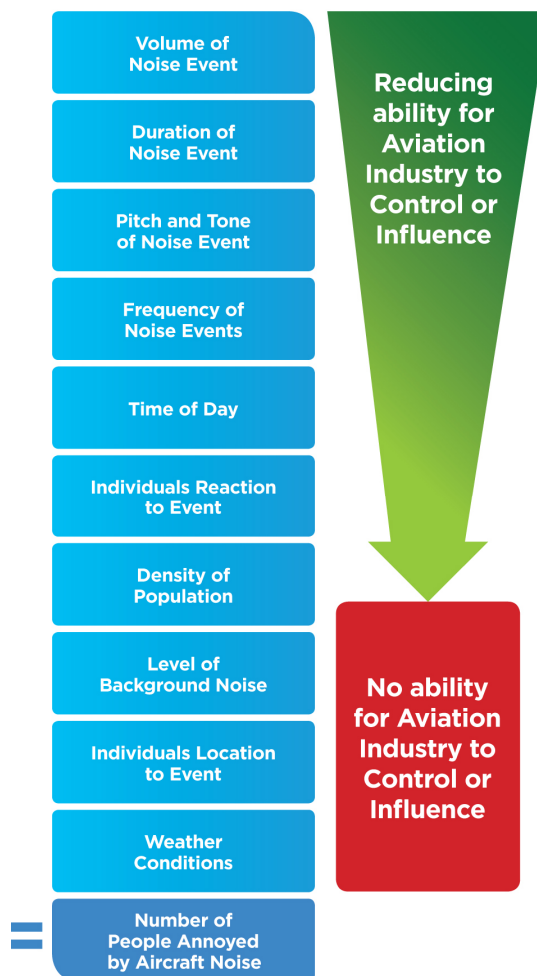 Volume of
Noise Event
Duration of
Noise Event
Pitch and Tone
of Noise Event
Frequency of
Noise Events
Time of Day
Individuals Reaction
to Event
Density of
Population
Level of
Background Noise
Individuals Location
to Event
Weather
Conditions
=
Number of
People Annoyed
by Aircraft Noise
Reducing
ability for
Aviation
Industry to
Control or
Influence
No ability
for Aviation
Industry to
Control or
Influence